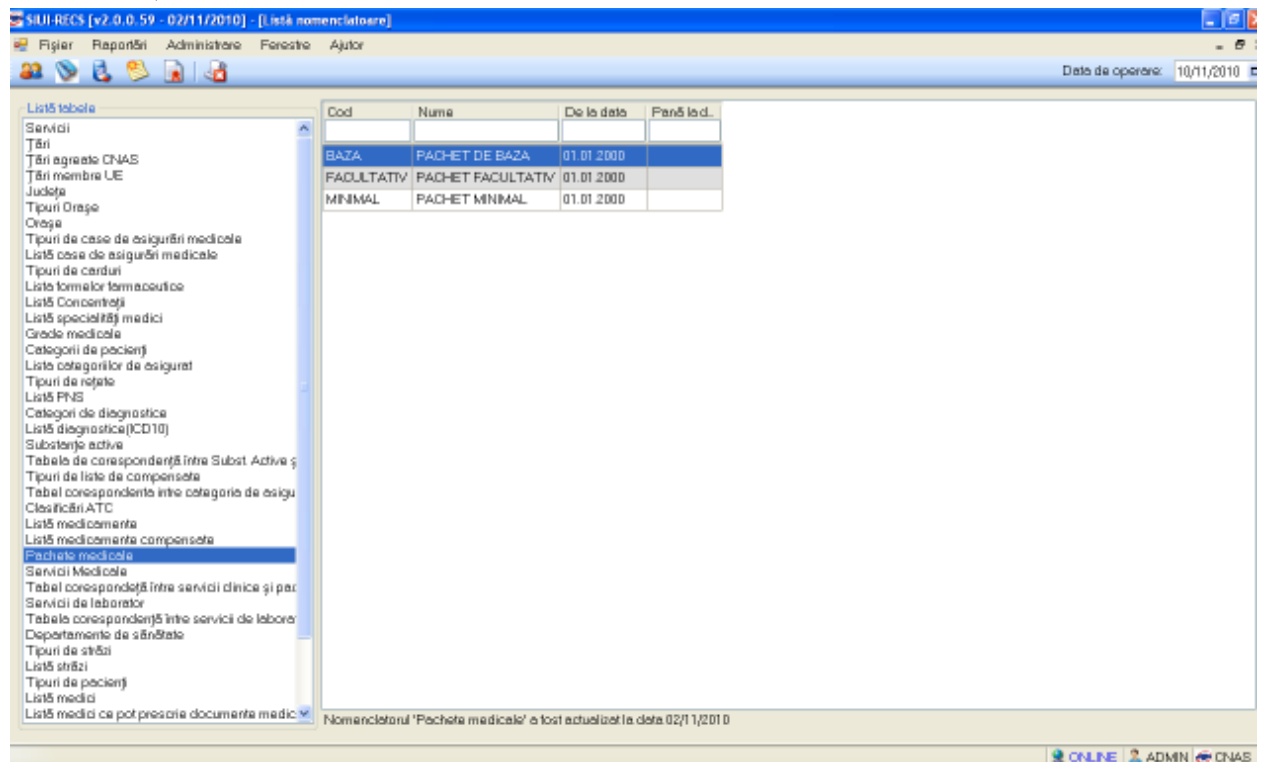 SIUI-RECS [v2.0.0.59 - 02/11/2010] - [Listă nomenclatoare]
Fişier Raportări Administrare Ferestre Ajutor
Data de operare: 10/11/2010
Listă tabele
Servicii
Ţări
Ţări agreate CNAS
Ţări membre UE
Judeţe
Tipuri Oraşe
Oraşe
Tipuri de case de asigurări medicale
Listă case de asigurări medicale
Tipuri de carduri
Lista formelor farmaceutice
Listă Concentraţii
Listă specialităţi medici
Grade medicale
Categorii de pacienţi
Lista categoriilor de asigurat
Tipuri de reţete
Listă PNS
Categori de diagnostice
Listă diagnostice(ICD10)
Substanţe active
Tabela de corespondenţă între Subst. Active ş
Tipuri de liste de compensate
Tabel corespondenta intre categoria de asigu
Clasificări ATC
Listă medicamente
Listă medicamente compensate
Pachete medicale
Servicii Medicale
Tabel corespondeţă între servicii clinice şi pac
Servicii de laborator
Tabela corespondenţă între servicii de laborat
Departamente de sănătate
Tipuri de străzi
Listă străzi
Tipuri de pacienţi
Listă medici
Listă medici ce pot prescrie documente medic
Cod Nume De la data Până la d..
BAZA PACHET DE BAZA 01.01.2000
FACULTATIV PACHET FACULTATIV 01.01.2000
MINIMAL PACHET MINIMAL 01.01.2000
Nomenclatorul 'Pachete medicale' a fost actualizat la data 02/11/2010
ONLINE ADMIN CNAS